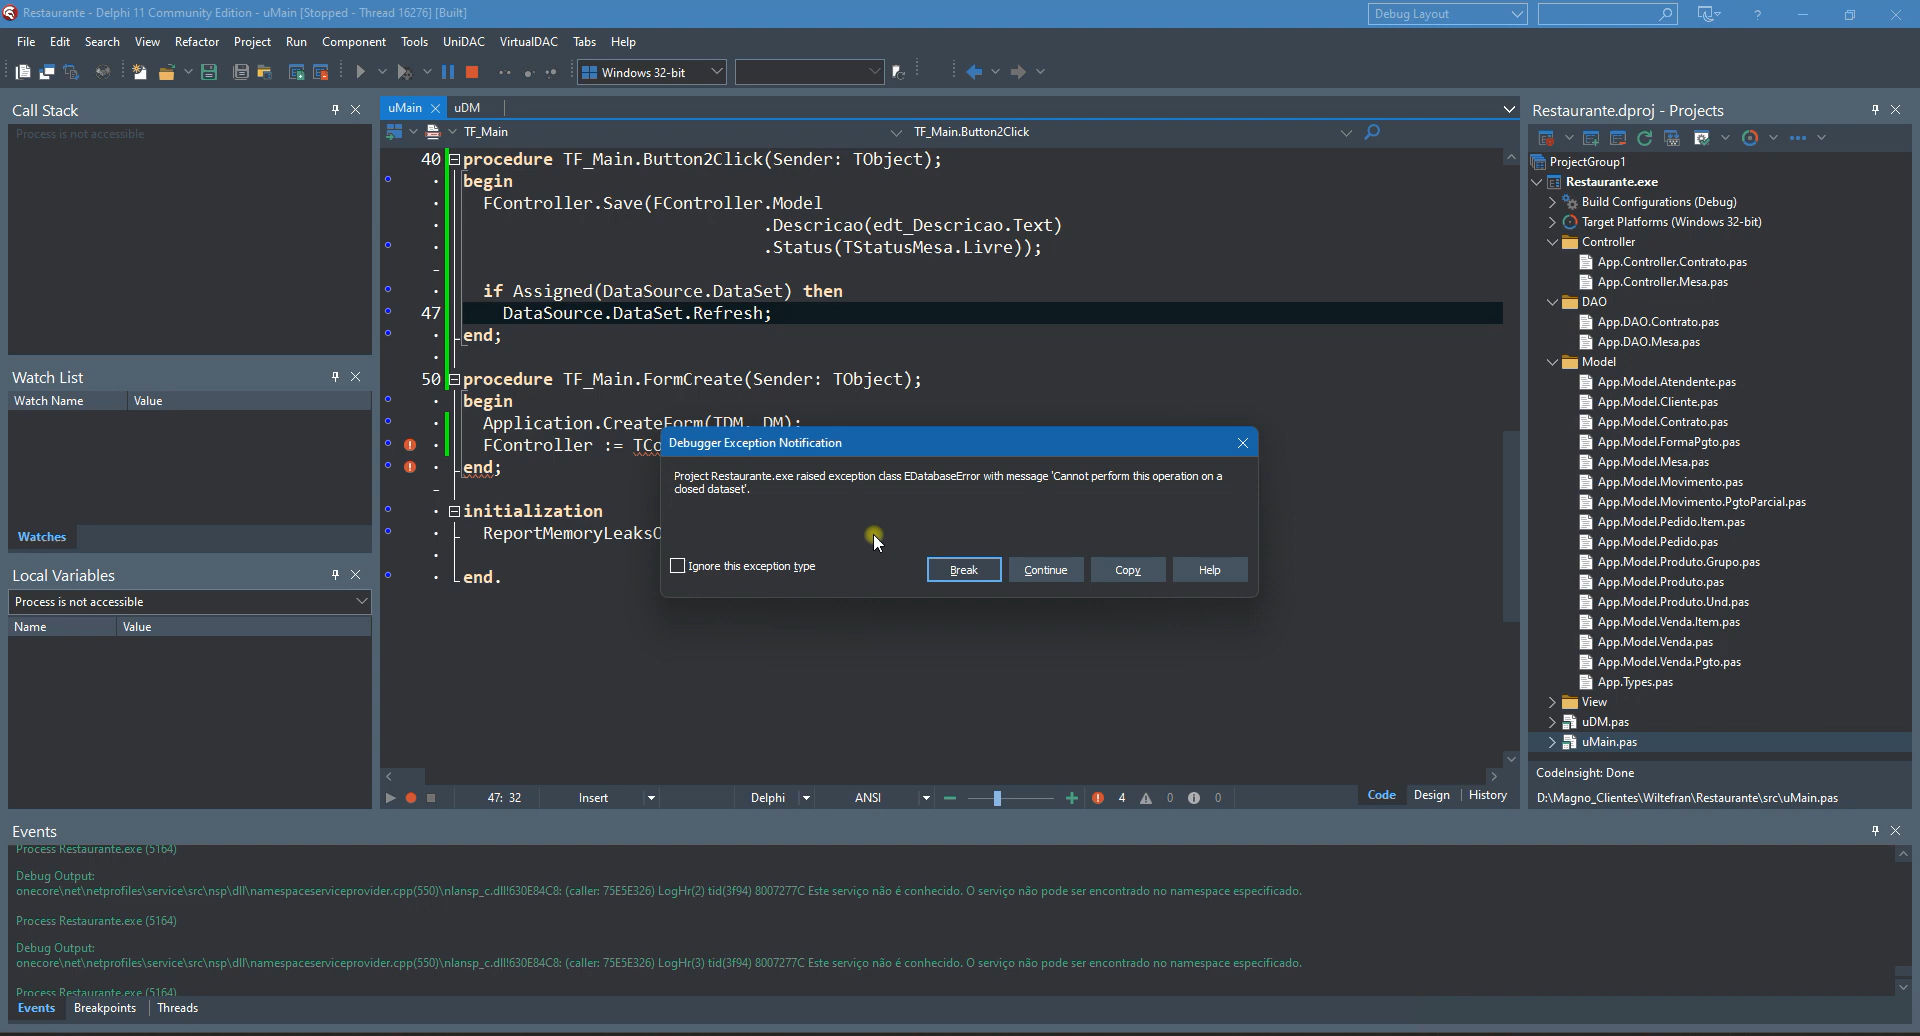 Restaurante - Delphi 11 Community Edition - uMain [Stopped - Thread 16276] [Built]
Debug Layout
?
File Edit Search View Refactor Project Run Component Tools UniDAC VirtualDAC Tabs Help
Windows 32-bit
Call Stack
Process is not accessible
Watch List
Watch Name Value
Watches
Local Variables
Process is not accessible
Name Value
uMain uDM
TF_Main TF_Main.Button2Click
40 procedure TF_Main.Button2Click(Sender: TObject);
begin
FController.Save(FController.Model
.Descricao(edt_Descricao.Text)
.Status(TStatusMesa.Livre));
if Assigned(DataSource.DataSet) then
47 DataSource.DataSet.Refresh;
end;
50 procedure TF_Main.FormCreate(Sender: TObject);
begin
Application.CreateForm(TDM, DM);
FController := TCo
end;
initialization
ReportMemoryLeaksO
end.
Debugger Exception Notification
Project Restaurante.exe raised exception class EDatabaseError with message 'Cannot perform this operation on a
closed dataset'.
Ignore this exception type
Break Continue Copy Help
47: 32 Insert Delphi ANSI 4 0 0 Code Design History
Restaurante.dproj - Projects
ProjectGroup1
Restaurante.exe
Build Configurations (Debug)
Target Platforms (Windows 32-bit)
Controller
App.Controller.Contrato.pas
App.Controller.Mesa.pas
DAO
App.DAO.Contrato.pas
App.DAO.Mesa.pas
Model
App.Model.Atendente.pas
App.Model.Cliente.pas
App.Model.Contrato.pas
App.Model.FormaPgto.pas
App.Model.Mesa.pas
App.Model.Movimento.pas
App.Model.Movimento.PgtoParcial.pas
App.Model.Pedido.Item.pas
App.Model.Pedido.pas
App.Model.Produto.Grupo.pas
App.Model.Produto.pas
App.Model.Produto.Und.pas
App.Model.Venda.Item.pas
App.Model.Venda.pas
App.Model.Venda.Pgto.pas
App.Types.pas
View
uDM.pas
uMain.pas
CodeInsight: Done
D:\Magno_Clientes\Wiltefran\Restaurante\src\uMain.pas
Events
Process Restaurante.exe (5164)
Debug Output:
onecore\net\netprofiles\service\src\nsp\dll\namespaceserviceprovider.cpp(550)\nlansp_c.dll!630E84C8: (caller: 75E5E326) LogHr(2) tid(3f94) 8007277C Este serviço não é conhecido. O serviço não pode ser encontrado no namespace especificado.
Process Restaurante.exe (5164)
Debug Output:
onecore\net\netprofiles\service\src\nsp\dll\namespaceserviceprovider.cpp(550)\nlansp_c.dll!630E84C8: (caller: 75E5E326) LogHr(3) tid(3f94) 8007277C Este serviço não é conhecido. O serviço não pode ser encontrado no namespace especificado.
Process Restaurante.exe (5164)
Events Breakpoints Threads